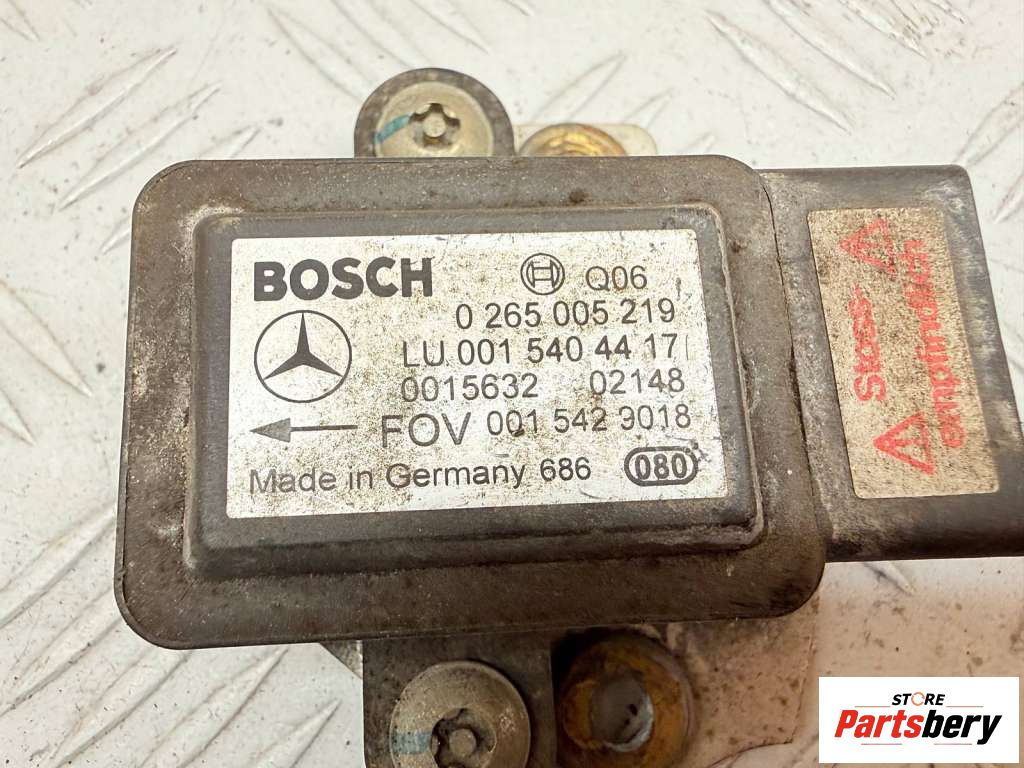 BOSCH Q06
0 265 005 219
LU 001 540 44 17
0015632 02148
FOV 001 542 3018
Made in Germany 686 080
Stoss-
empfindlich
STORE
Partsbery